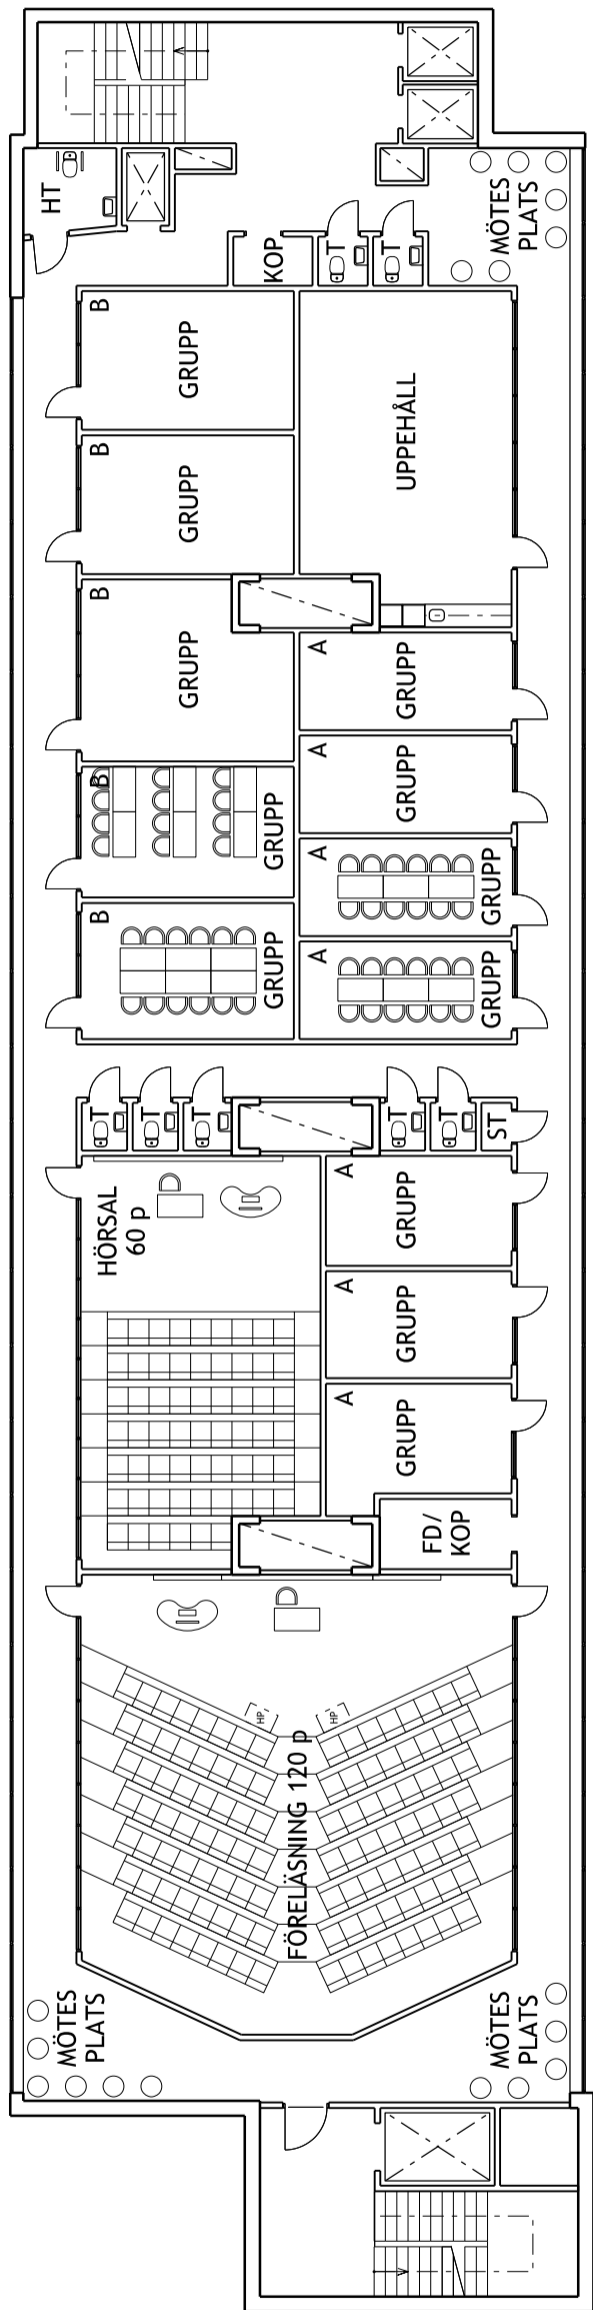 HT
MÖTES
PLATS
KOP
T
T
B
GRUPP
UPPEHÅLL
B
GRUPP
B
GRUPP
A
GRUPP
B
GRUPP
A
GRUPP
A
GRUPP
B
GRUPP
A
GRUPP
T
T
T
T
T
ST
HÖRSAL
60 p
A
GRUPP
A
GRUPP
A
GRUPP
FD/
KOP
HP
HP
FÖRELÄSNING 120 p
MÖTES
PLATS
MÖTES
PLATS